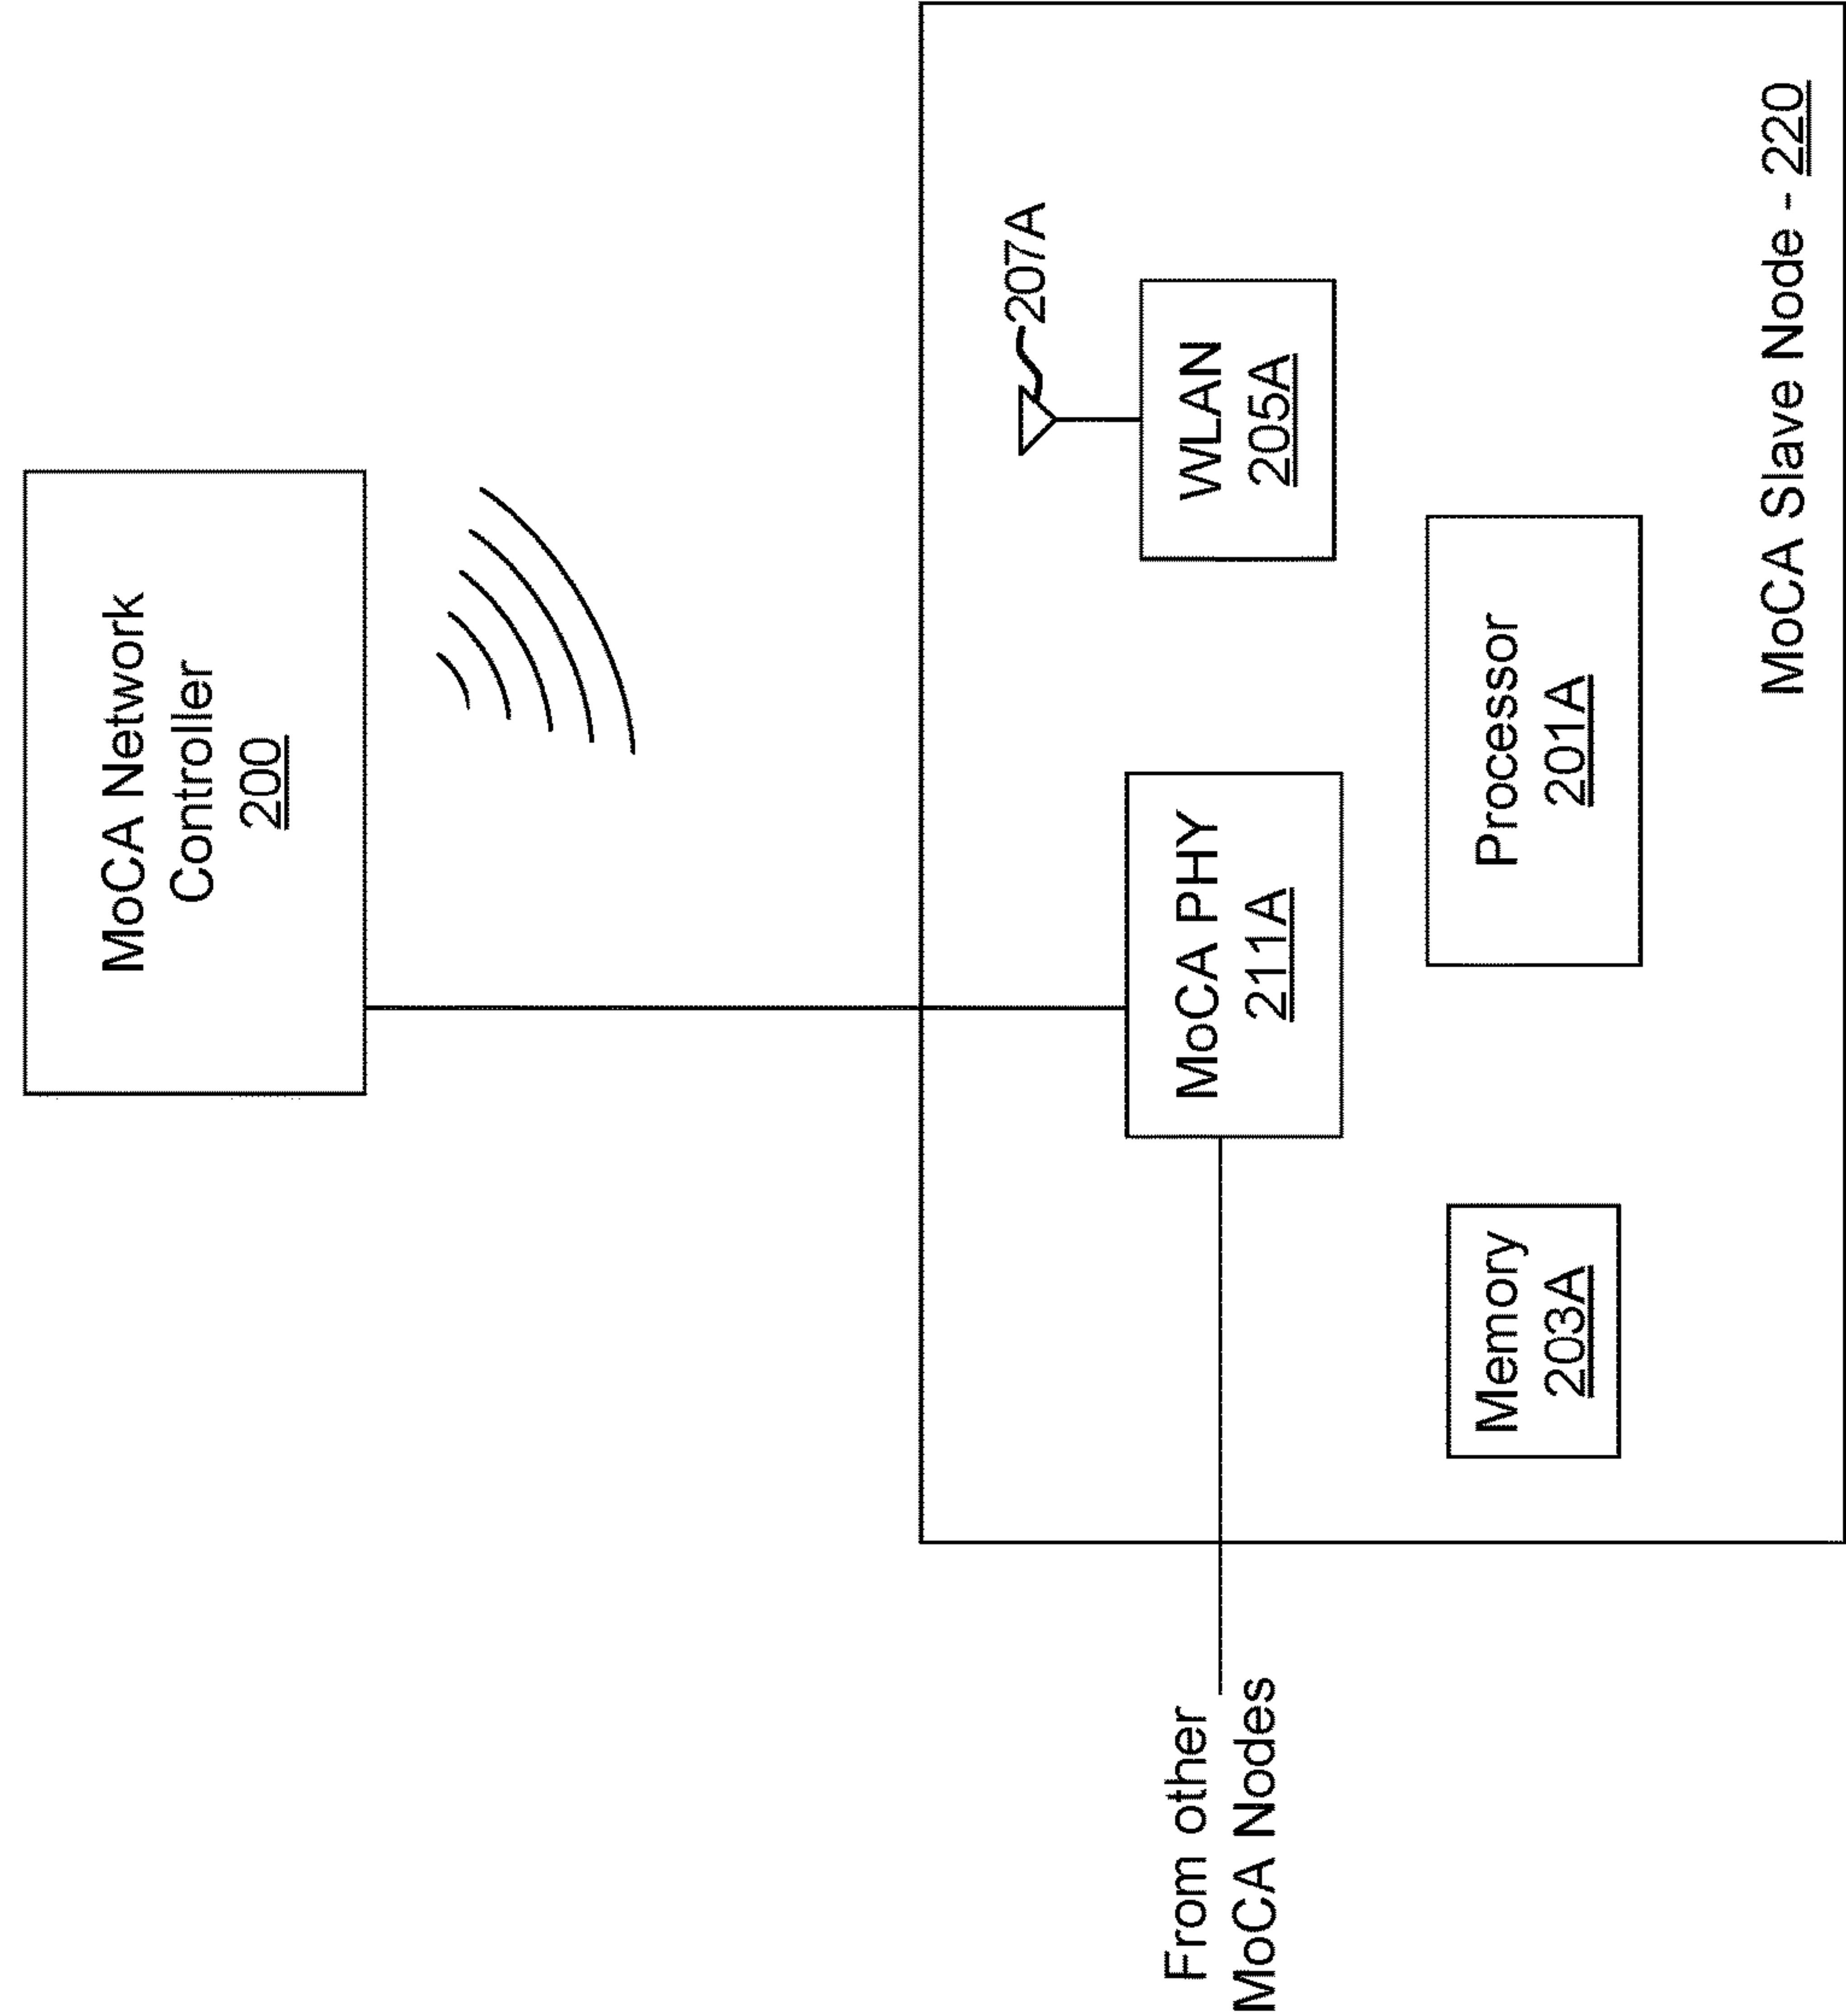 MoCA Network
Controller
200
207A
WLAN
205A
MoCA PHY
211A
From other
MoCA Nodes
Memory
203A
Processor
201A
MoCA Slave Node - 220